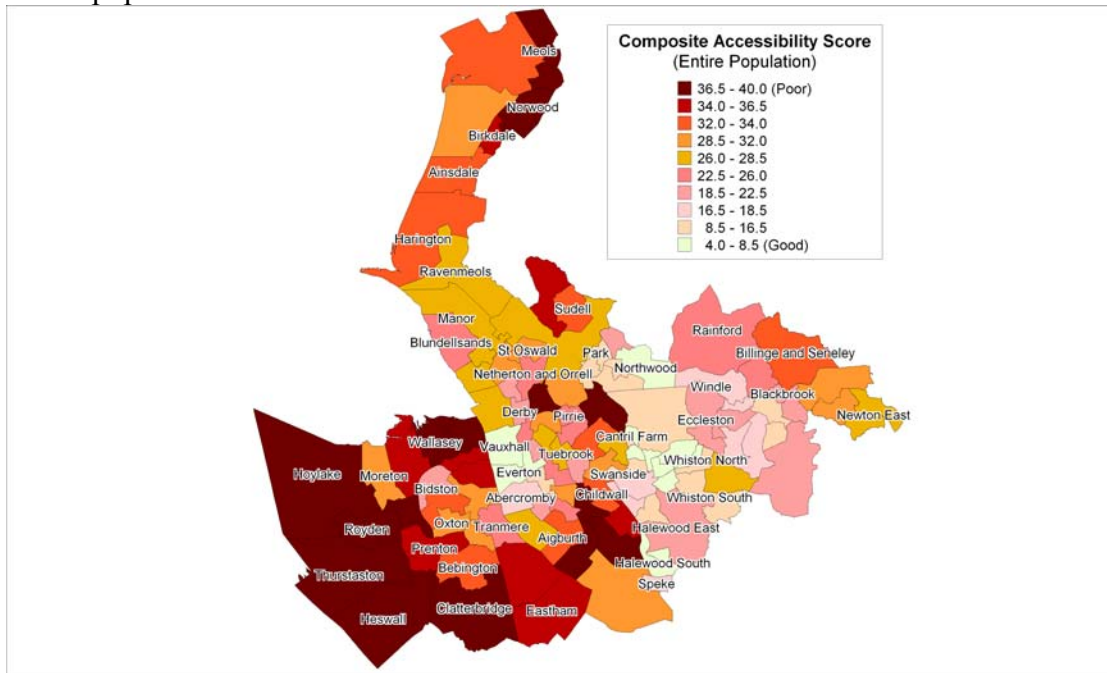 Composite Accessibility Score
(Entire Population)
36.5 - 40.0 (Poor)
34.0 - 36.5
32.0 - 34.0
28.5 - 32.0
26.0 - 28.5
22.5 - 26.0
18.5 - 22.5
16.5 - 18.5
8.5 - 16.5
4.0 - 8.5 (Good)
Meols
Norwood
Birkdale
Ainsdale
Harington
Ravenmeols
Sudell
Manor
Rainford
Blundellsands
St Oswald
Park
Billinge and Seneley
Netherton and Orrell
Northwood
Windle
Blackbrook
Derby
Pirrie
Eccleston
Newton East
Wallasey
Vauxhall
Cantril Farm
Tuebrook
Whiston North
Hoylake
Moreton
Everton
Swanside
Bidston
Abercromby
Childwall
Whiston South
Royden
Oxton
Tranmere
Aigburth
Halewood East
Prenton
Bebington
Halewood South
Thurstaston
Speke
Clatterbridge
Eastham
Heswall